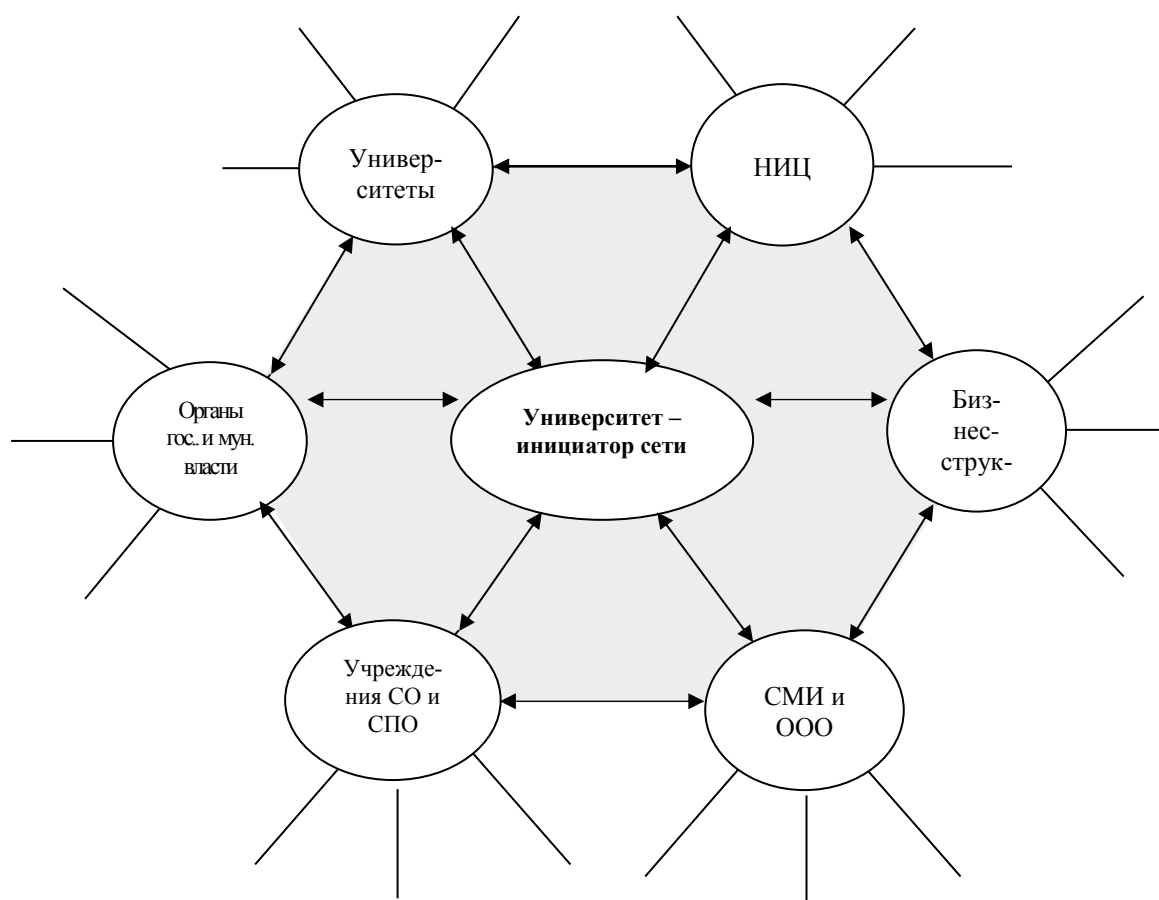 Универ-
ситеты
НИЦ
Органы
гос.. и мун.
власти
Университет –
инициатор сети
Биз-
нес-
струк-
Учрежде-
ния СО и
СПО
СМИ и
ООО